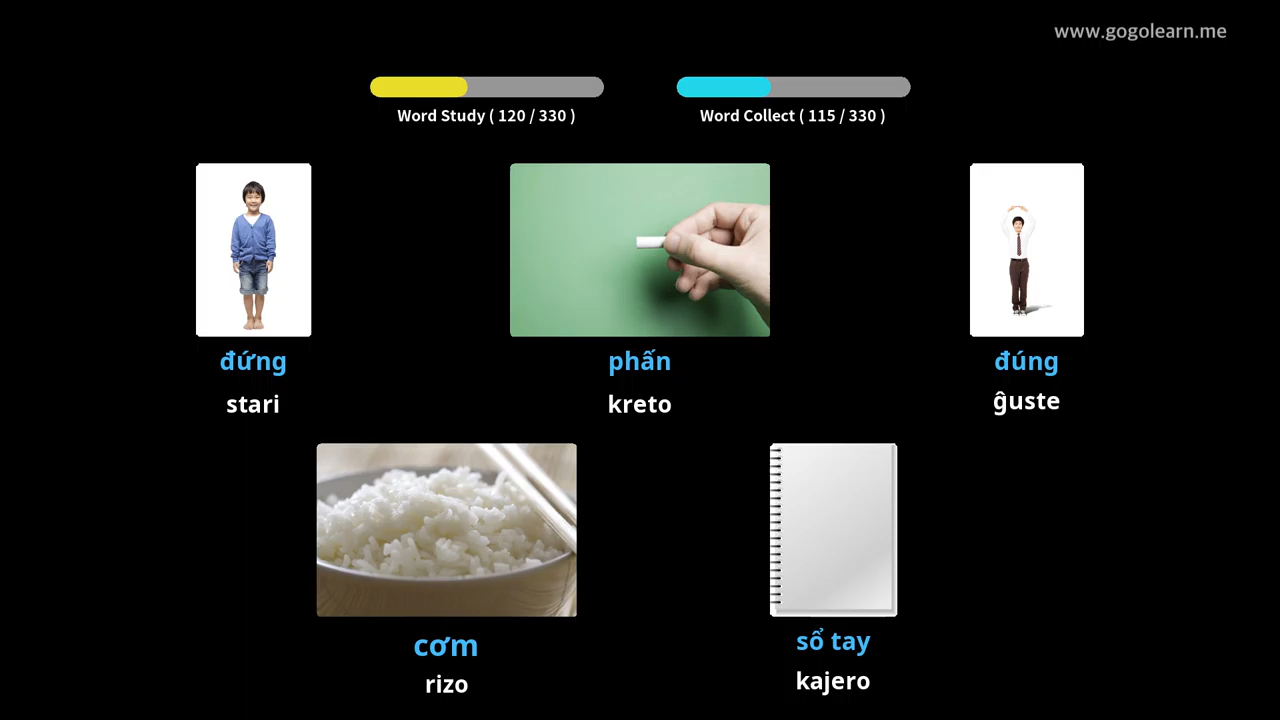 www.gogolearn.me
Word Study ( 120 / 330 )
Word Collect ( 115 / 330 )
đứng
phấn
đúng
stari
kreto
ĝuste
cơm
sổ tay
rizo
kajero